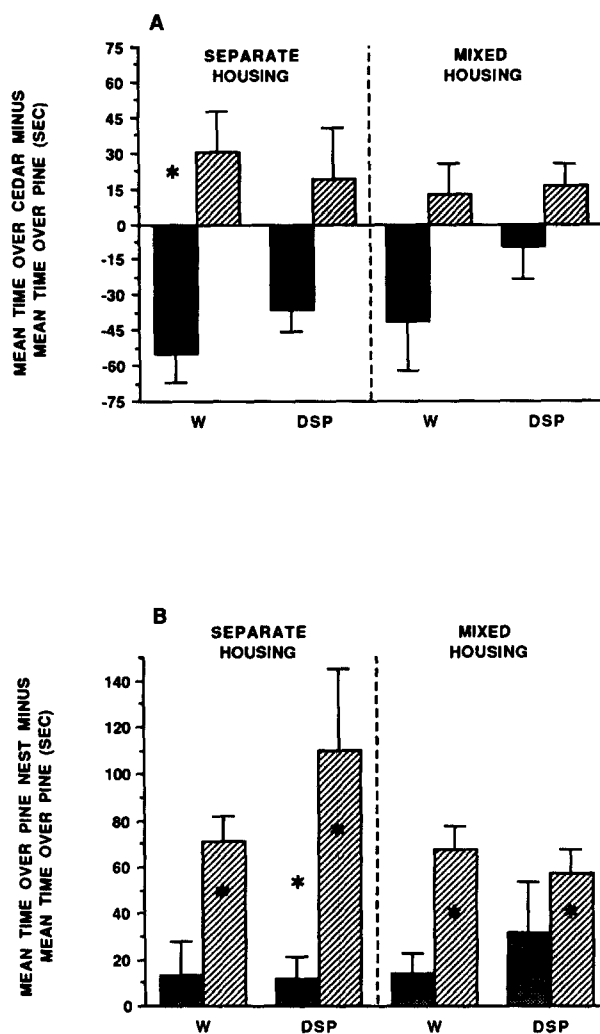 A
SEPARATE
HOUSING
MIXED
HOUSING
MEAN TIME OVER CEDAR MINUS
MEAN TIME OVER PINE (SEC)
75
60
45
30
15
0
-15
-30
-45
-60
-75
*
W
DSP
W
DSP
B
SEPARATE
HOUSING
MIXED
HOUSING
MEAN TIME OVER PINE NEST MINUS
MEAN TIME OVER PINE (SEC)
140
120
100
80
60
40
20
0
*
*
*
*
*
W
DSP
W
DSP